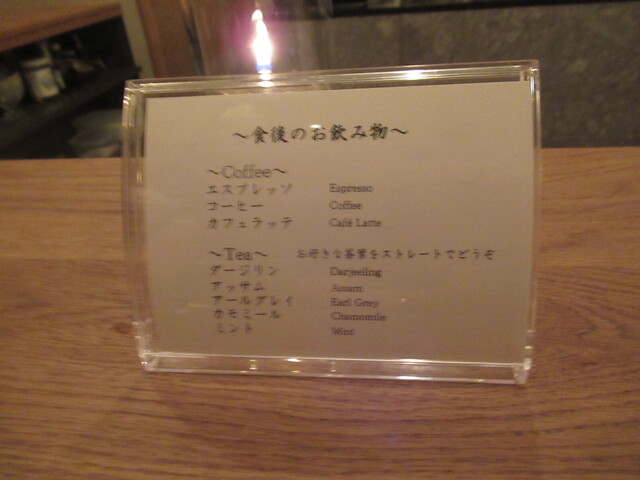 ～食後のお飲み物～
～Coffee～
エスプレッソ Espresso
コーヒー Coffee
カフェラッテ Café Latte
～Tea～ お好きな茶葉をストレートでどうぞ
ダージリン Darjeeling
アッサム Assam
アールグレイ Earl Grey
カモミール Chamomile
ミント Mint